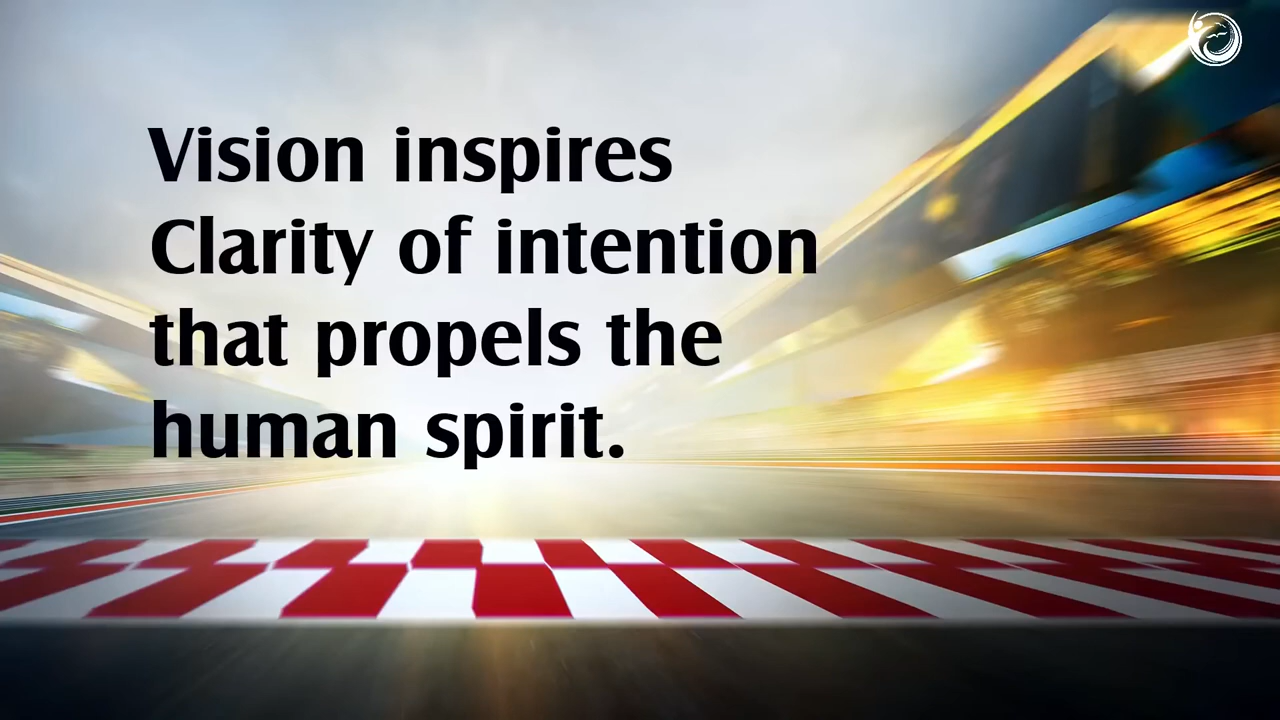 Vision inspires
Clarity of intention
that propels the
human spirit.